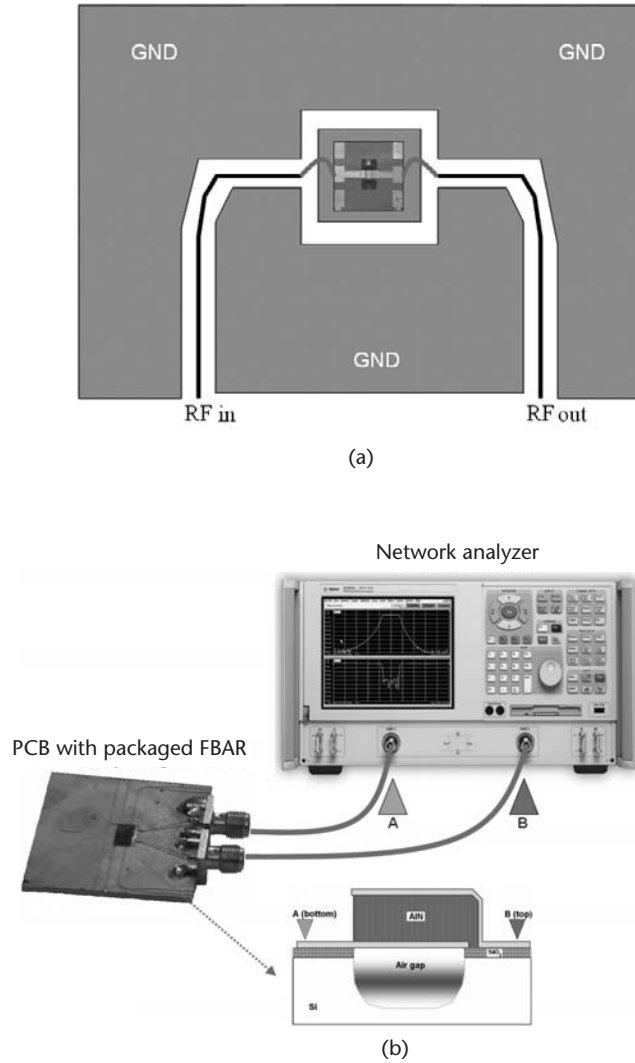 GND
GND
GND
RF in
RF out
(a)
Network analyzer
PCB with packaged FBAR
A
B
A (bottom)
AIN
B (top)
Air gap
SiO₂
Si
(b)